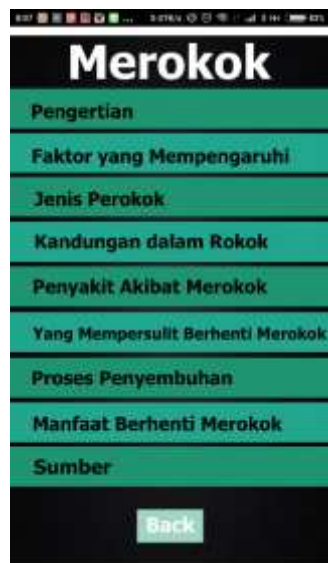 Merokok
Pengertian
Faktor yang Mempengaruhi
Jenis Perokok
Kandungan dalam Rokok
Penyakit Akibat Merokok
Yang Mempersulit Berhenti Merokok
Proses Penyembuhan
Manfaat Berhenti Merokok
Sumber
Back